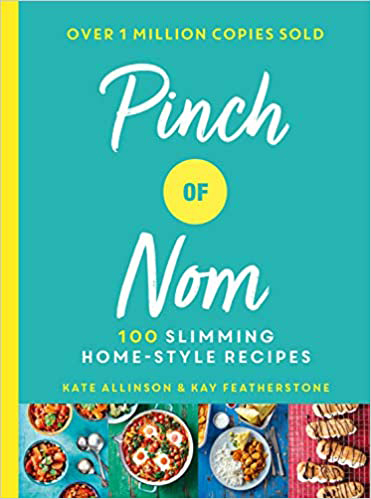 OVER 1 MILLION COPIES SOLD
Pinch
OF
Nom
100 SLIMMING
HOME-STYLE RECIPES
KATE ALLINSON & KAY FEATHERSTONE